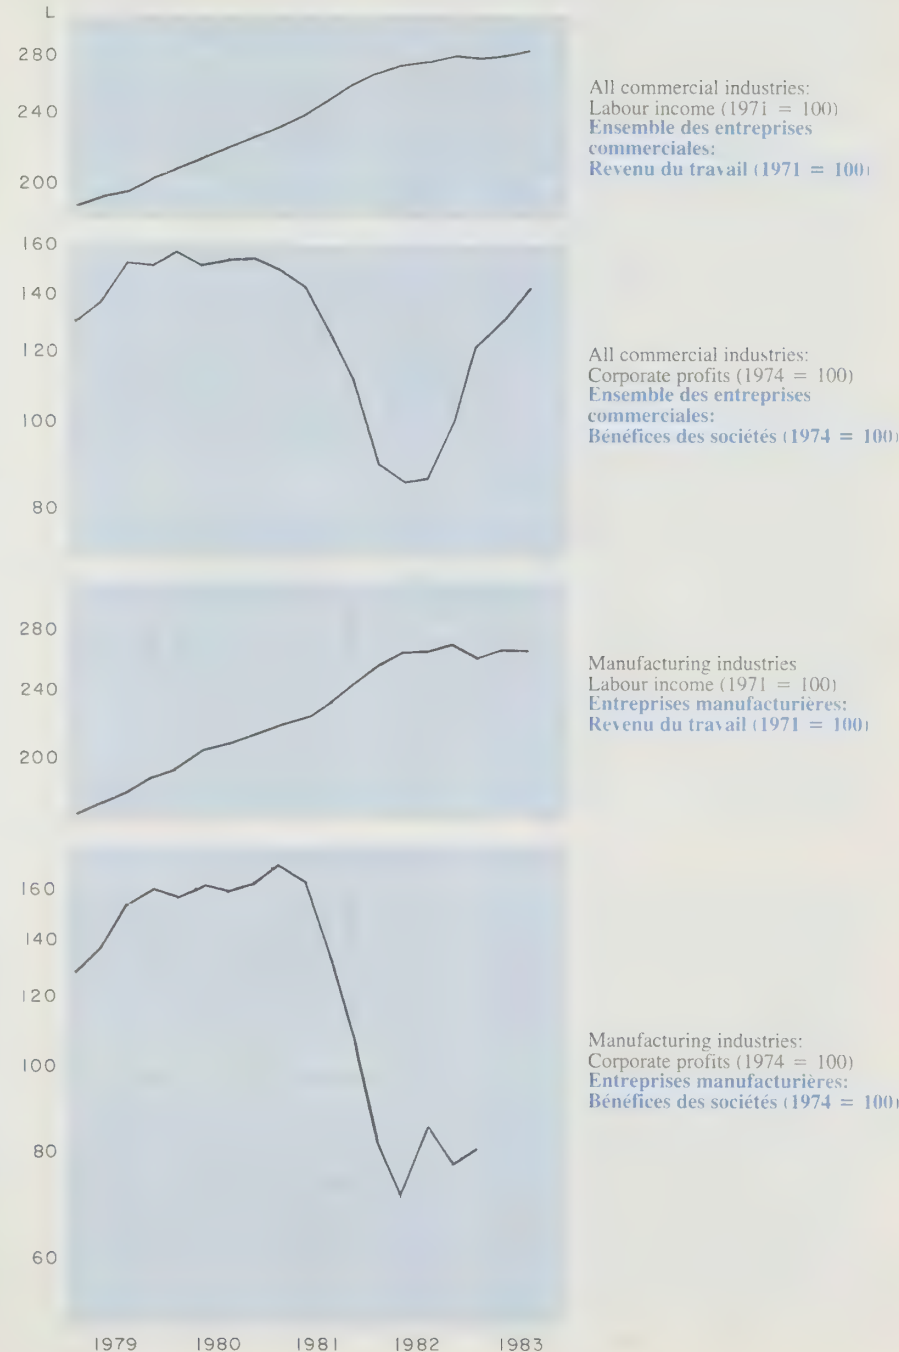 L
280
240
200
All commercial industries:
Labour income (1971 = 100)
Ensemble des entreprises
commerciales:
Revenu du travail (1971 = 100)
160
140
120
100
80
All commercial industries:
Corporate profits (1974 = 100)
Ensemble des entreprises
commerciales:
Bénéfices des sociétés (1974 = 100)
280
240
200
Manufacturing industries
Labour income (1971 = 100)
Entreprises manufacturières:
Revenu du travail (1971 = 100)
160
140
120
100
80
60
Manufacturing industries:
Corporate profits (1974 = 100)
Entreprises manufacturières:
Bénéfices des sociétés (1974 = 100)
1979 1980 1981 1982 1983